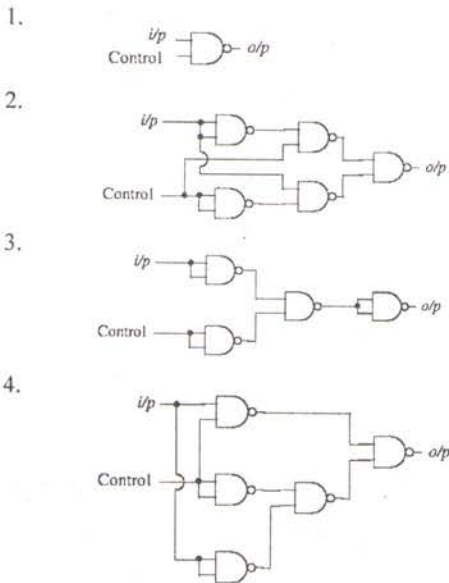 1.
i/p
Control
o/p
2.
i/p
Control
o/p
3.
i/p
Control
o/p
4.
i/p
Control
o/p